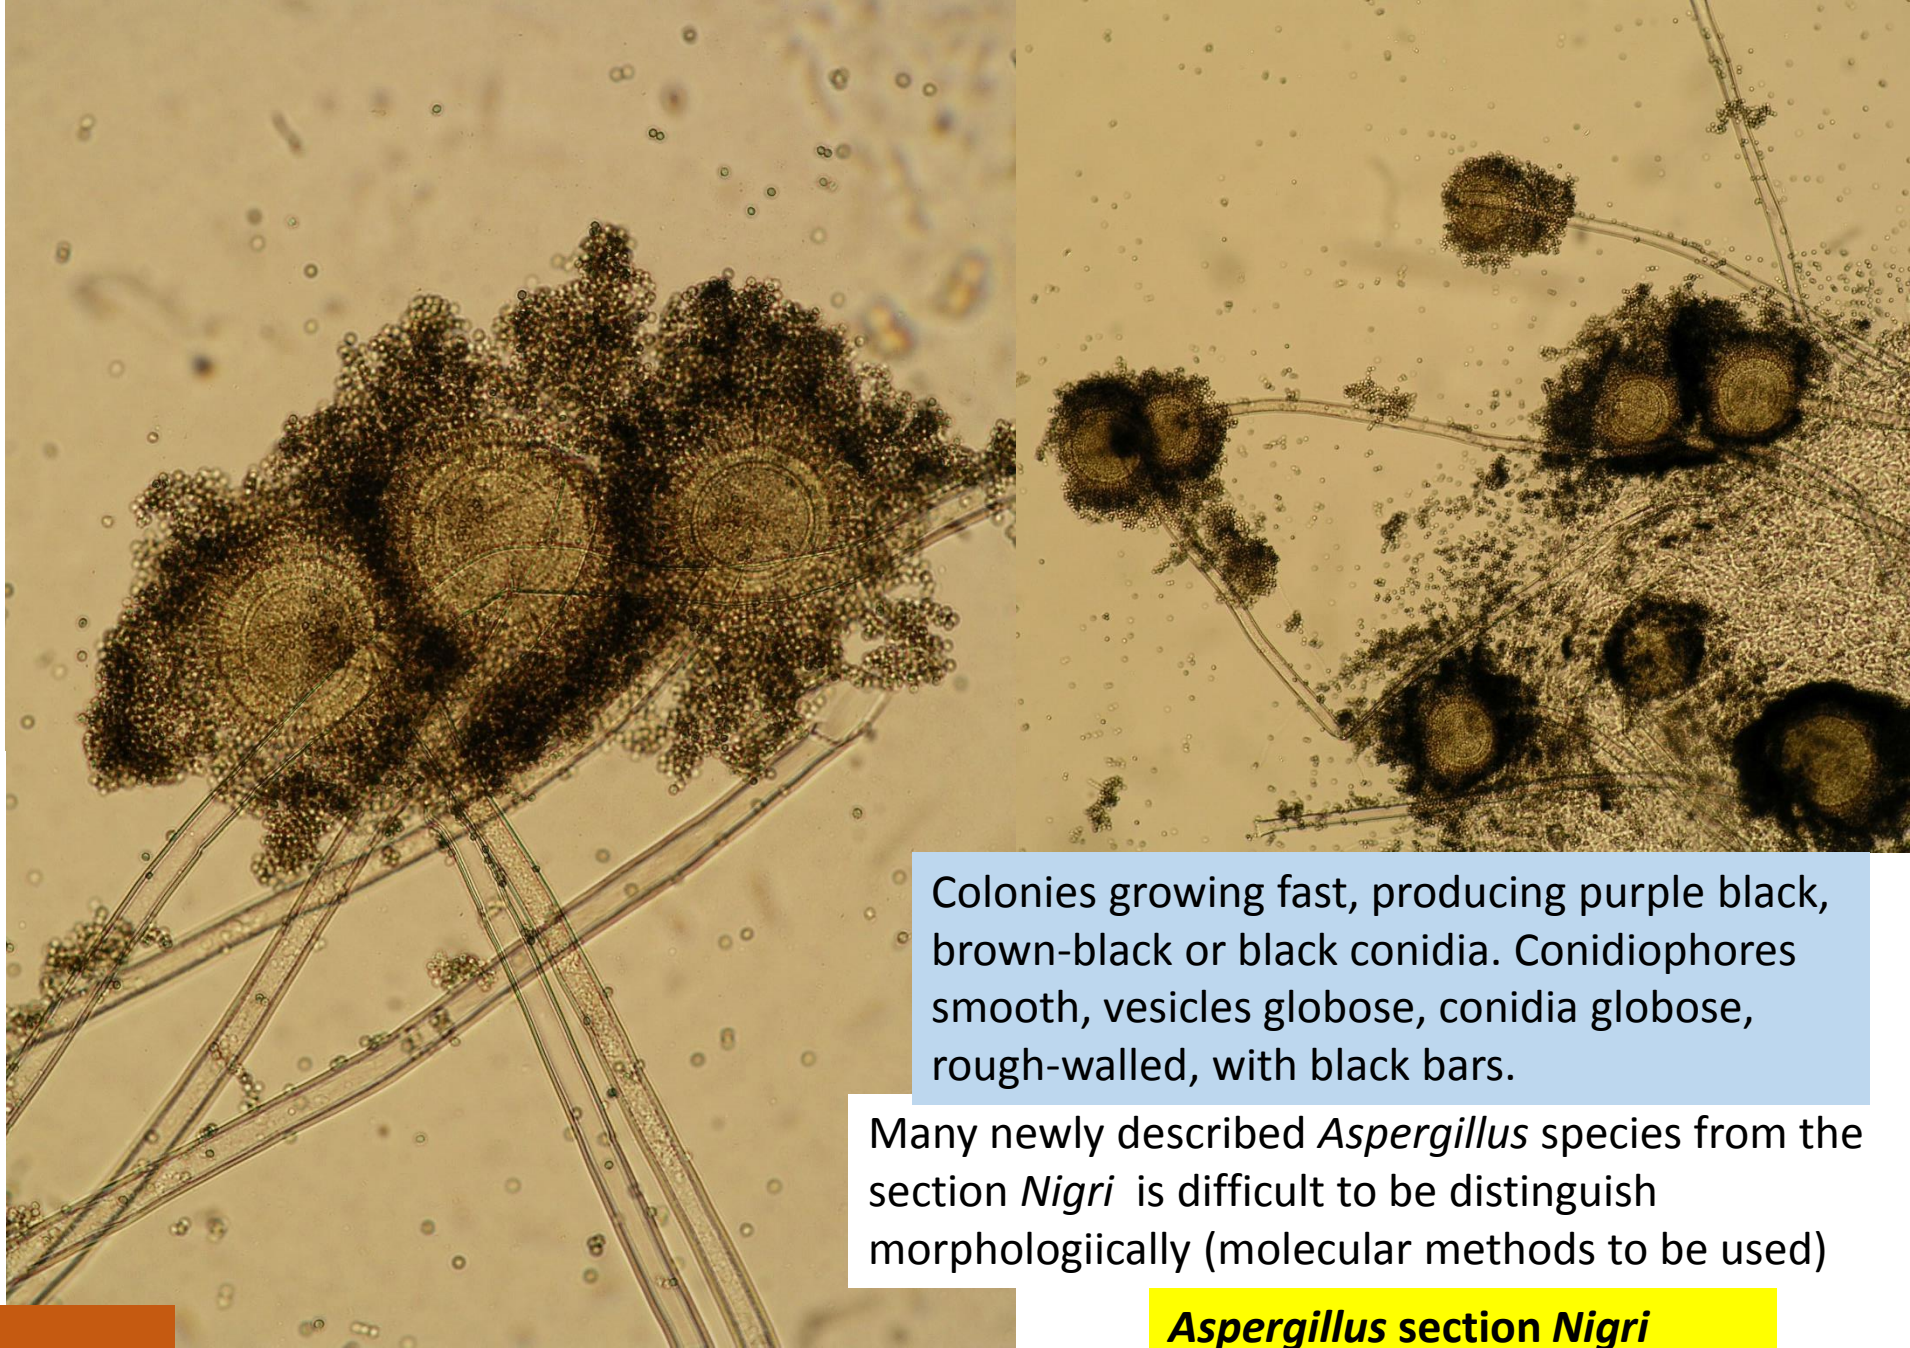 Colonies growing fast, producing purple black,
brown-black or black conidia. Conidiophores
smooth, vesicles globose, conidia globose,
rough-walled, with black bars.
Many newly described Aspergillus species from the
section Nigri is difficult to be distinguish
morphologiically (molecular methods to be used)
Aspergillus section Nigri